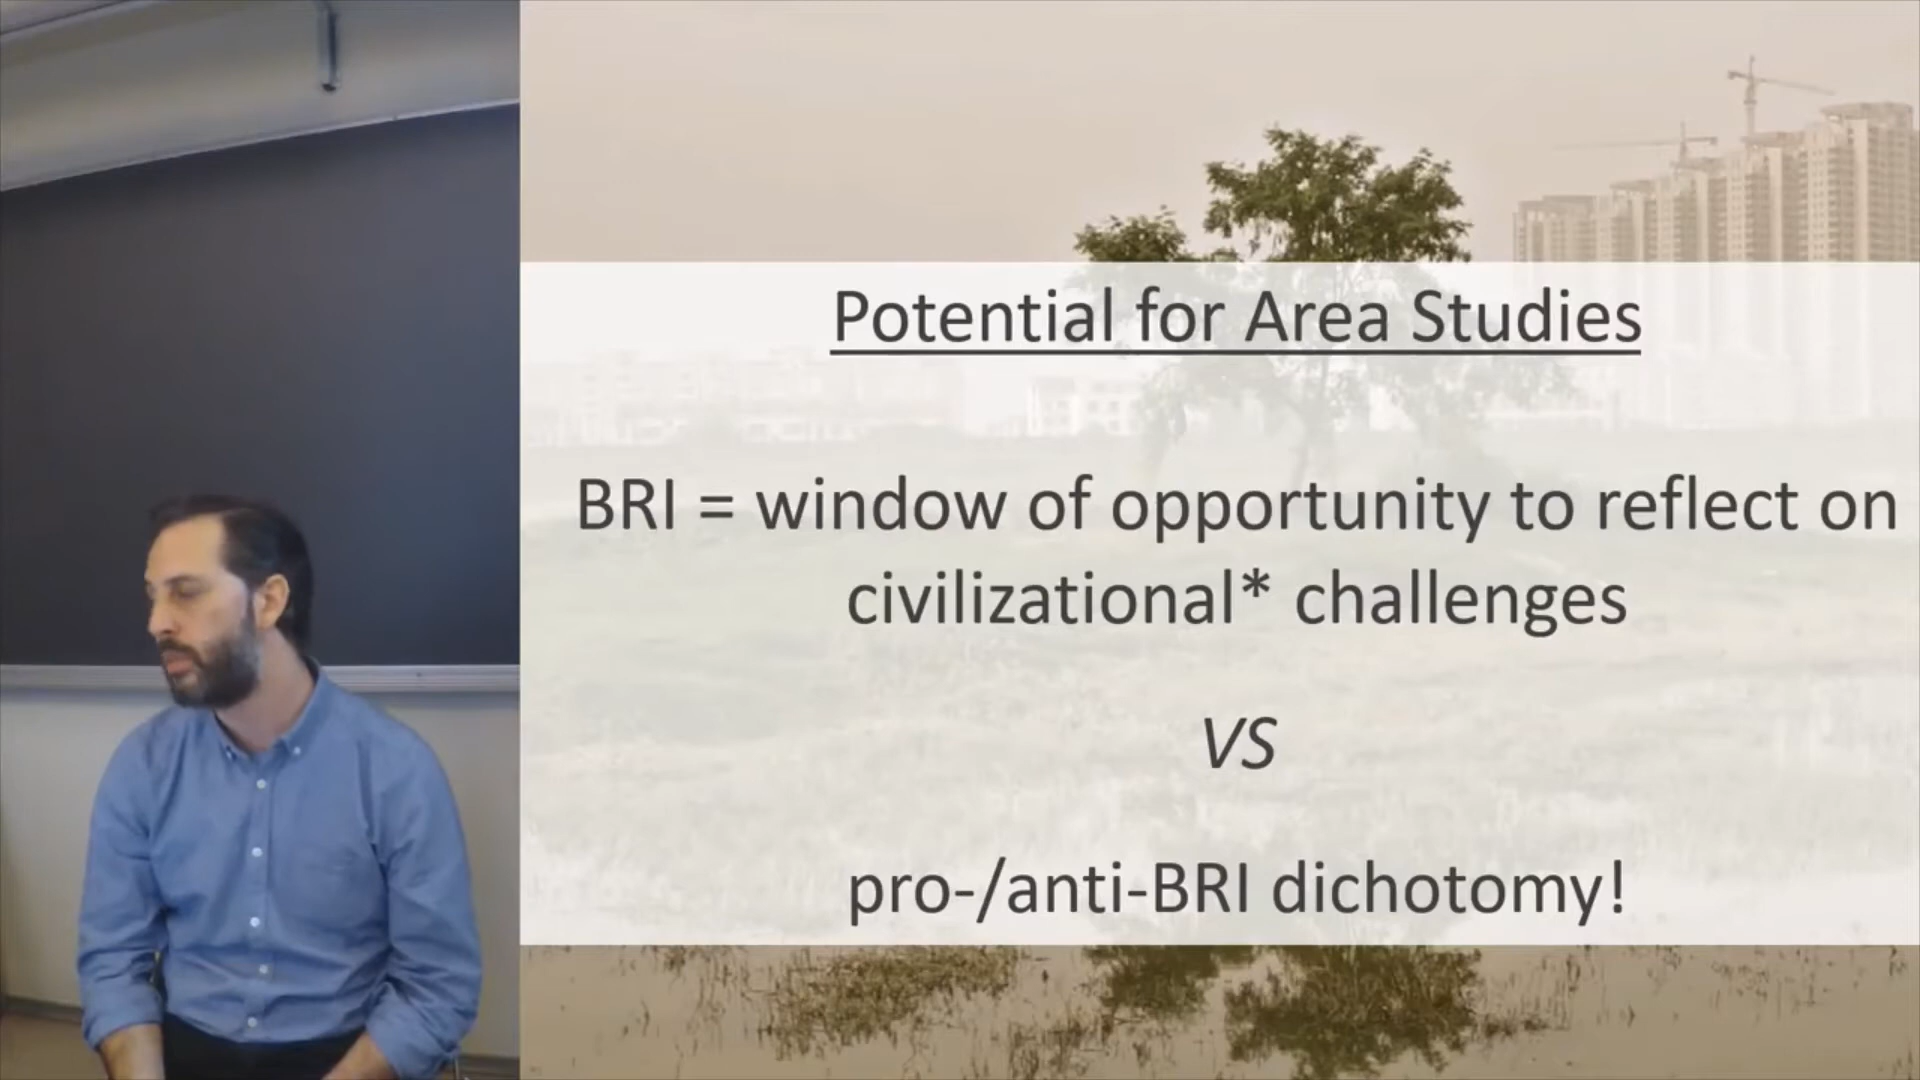 Potential for Area Studies
BRI = window of opportunity to reflect on
civilizational* challenges
VS
pro-/anti-BRI dichotomy!